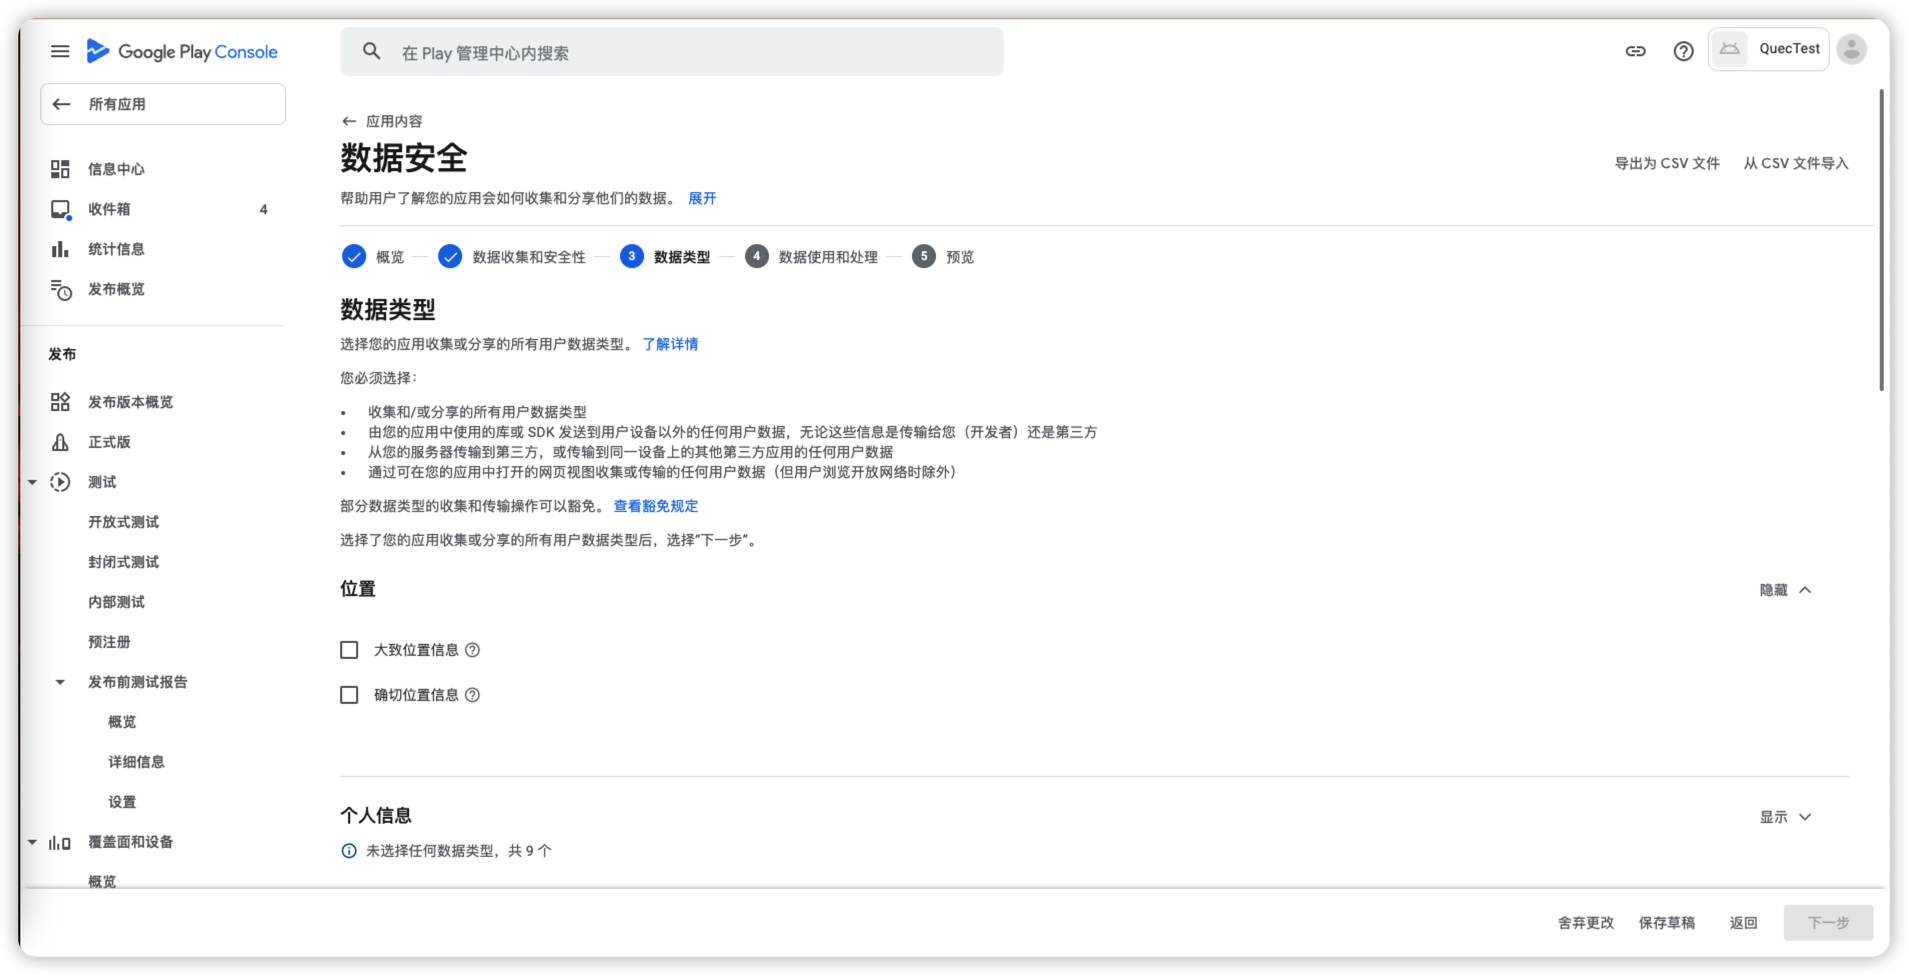 Google Play Console
在 Play 管理中心内搜索
QuecTest
所有应用
信息中心
收件箱
4
统计信息
发布概览
发布
发布版本概览
正式版
测试
开放式测试
封闭式测试
内部测试
预注册
发布前测试报告
概览
详细信息
设置
覆盖面和设备
概览
应用内容
数据安全
导出为 CSV 文件
从 CSV 文件导入
帮助用户了解您的应用会如何收集和分享他们的数据。 展开
概览
数据收集和安全性
3 数据类型
4 数据使用和处理
5 预览
数据类型
选择您的应用收集或分享的所有用户数据类型。 了解详情
您必须选择:
• 收集和/或分享的所有用户数据类型
• 由您的应用中使用的库或 SDK 发送到用户设备以外的任何用户数据，无论这些信息是传输给您（开发者）还是第三方
• 从您的服务器传输到第三方，或传输到同一设备上的其他第三方应用的任何用户数据
• 通过可在您的应用中打开的网页视图收集或传输的任何用户数据（但用户浏览开放网络时除外）
部分数据类型的收集和传输操作可以豁免。 查看豁免规定
选择了您的应用收集或分享的所有用户数据类型后，选择"下一步"。
位置
隐藏
大致位置信息
确切位置信息
个人信息
显示
未选择任何数据类型，共 9 个
舍弃更改
保存草稿
返回
下一步